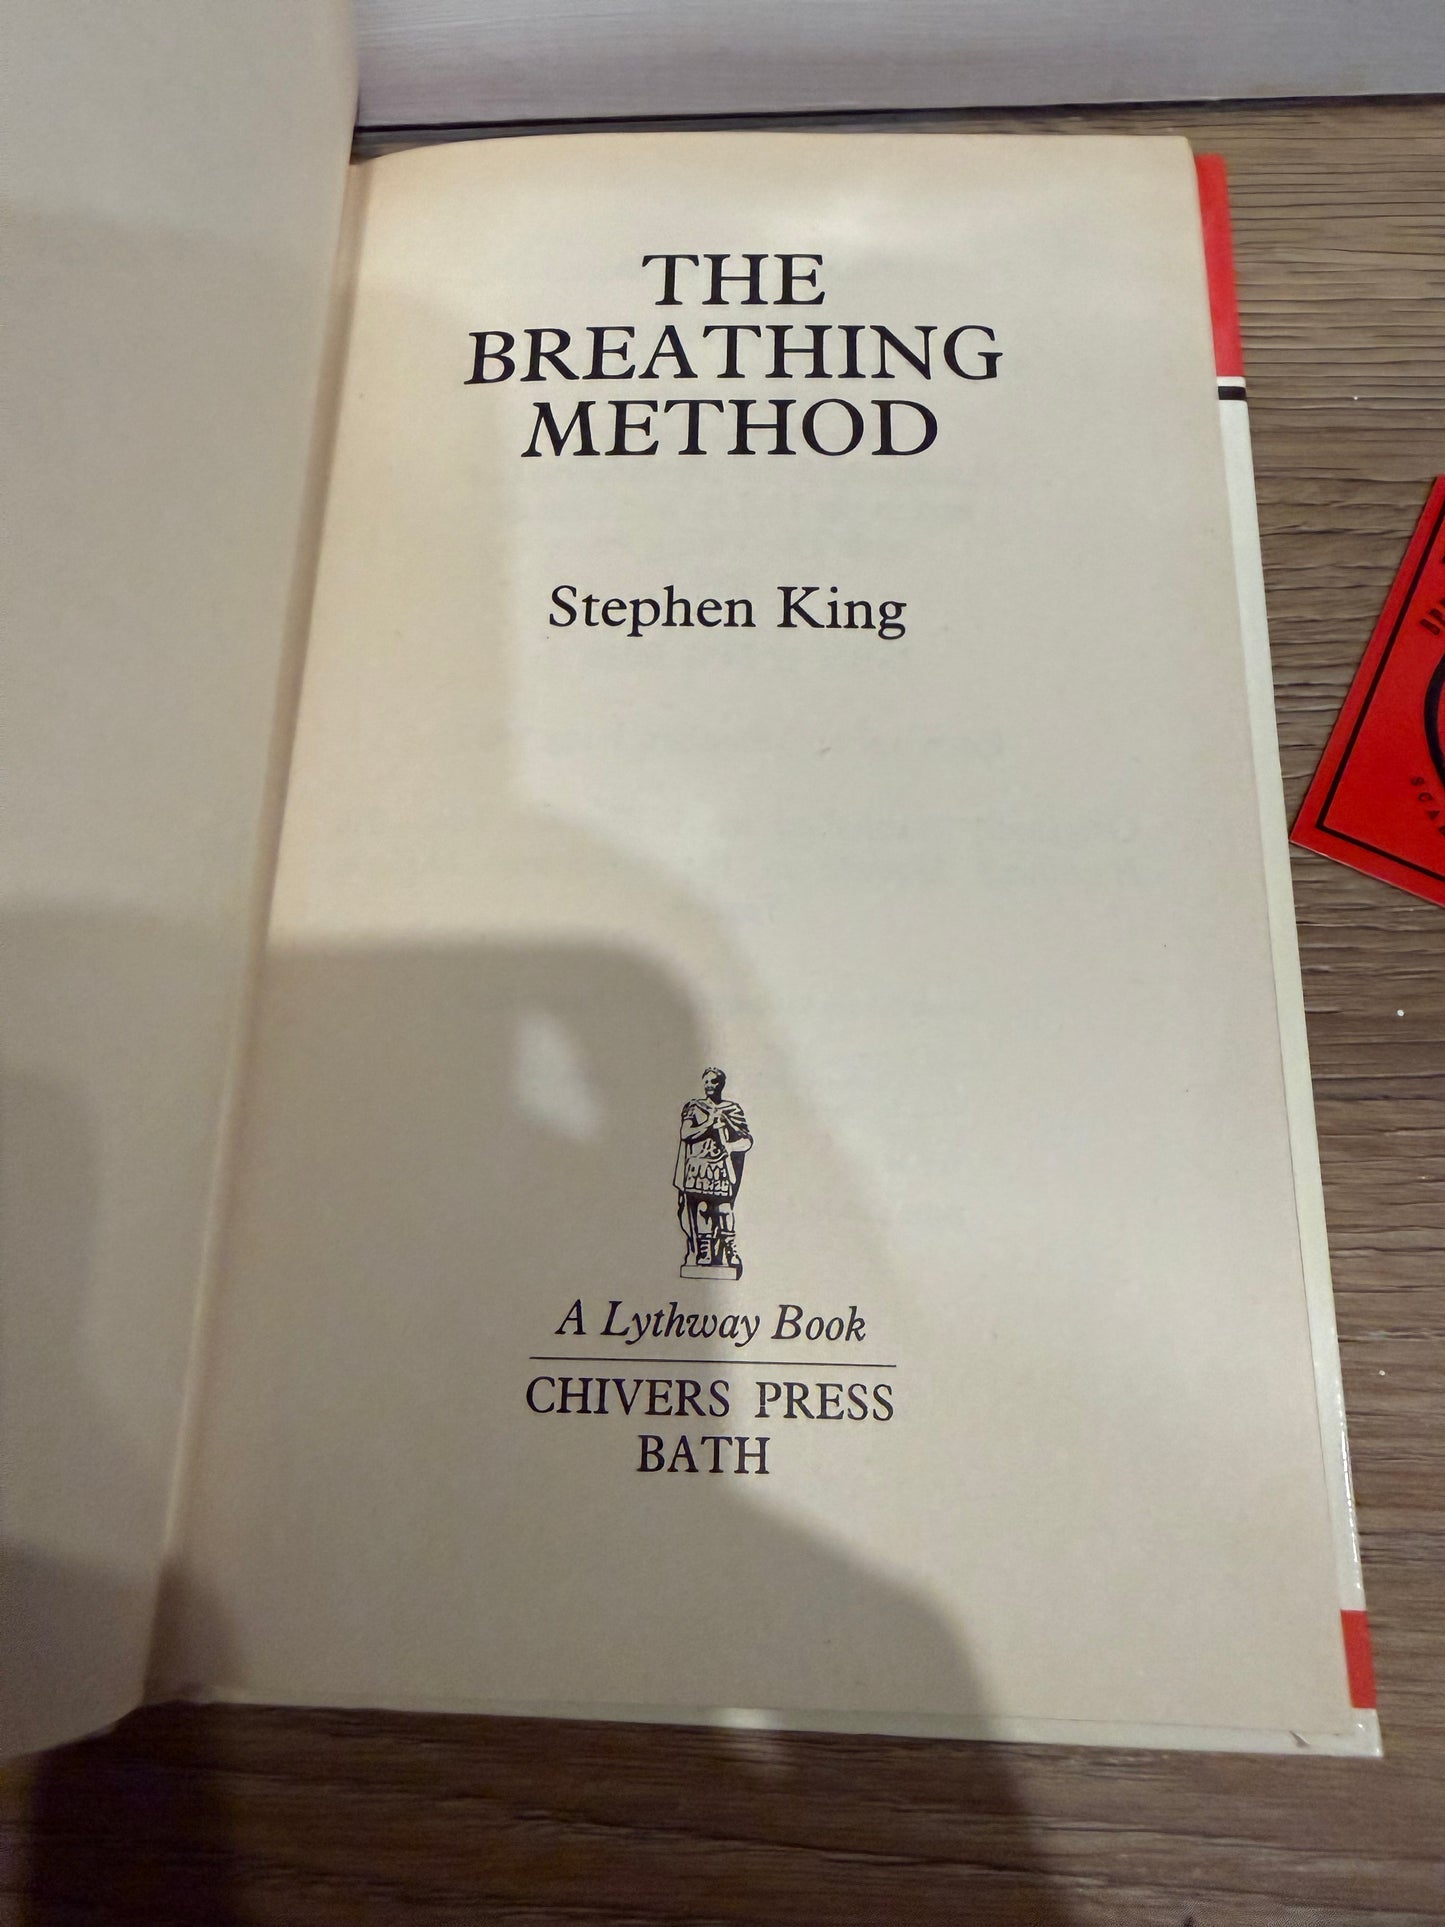 THE
BREATHING
METHOD
Stephen King
A Lythway Book
CHIVERS PRESS
BATH